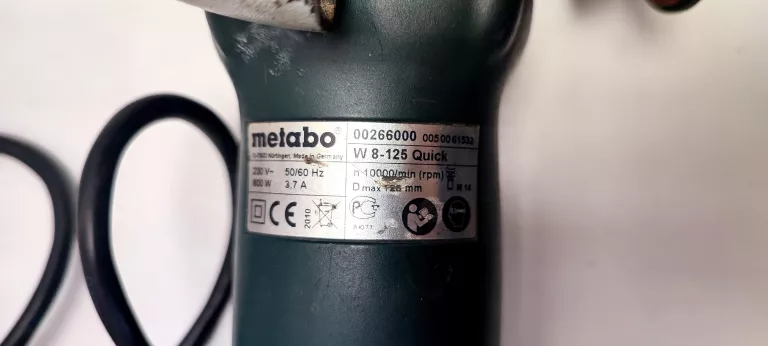 metabo®
Nürtingen, Made in Germany
230 V~ 50/60 Hz
800 W 3,7 A
CE
2010
00266000 0050061532
W 8-125 Quick
n 10000/min (rpm) M 14
D max 125 mm